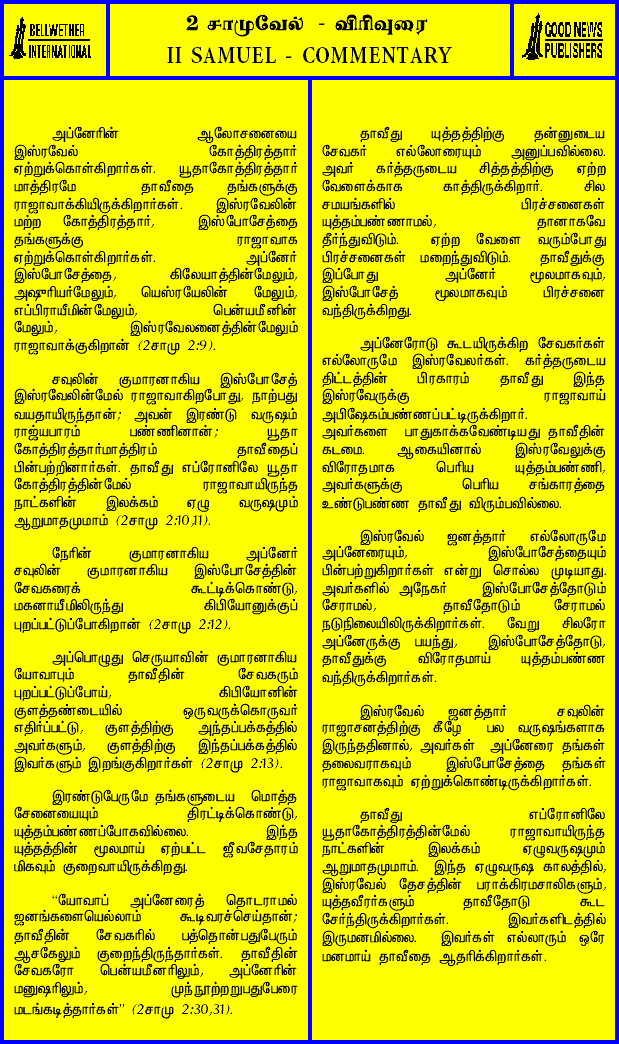 BELLWETHER
INTERNATIONAL
2 சாமுவேல் - விரிவுரை
II SAMUEL - COMMENTARY
GOOD NEWS
PUBLISHERS
அப்னேரின் ஆலோசனையை
இஸ்ரவேல் கோத்திரத்தார்
ஏற்றுக்கொள்கிறார்கள். யூதாகோத்திரத்தார்
மாத்திரமே தாவீதை தங்களுக்கு
ராஜாவாக்கியிருக்கிறார்கள். இஸ்ரவேலின்
மற்ற கோத்திரத்தார், இஸ்போசேத்தை
தங்களுக்கு ராஜாவாக
ஏற்றுக்கொள்கிறார்கள். அப்னேர்
இஸ்போசேத்தை, கிலேயாத்தின்மேலும்,
அஷூரியர்மேலும், யெஸ்ரயேலின் மேலும்,
எப்பிராயீமின்மேலும், பென்யமீனின்
மேலும், இஸ்ரவேலனைத்தின்மேலும்
ராஜாவாக்குகிறான் (2சாமு 2:9).
சவுலின் குமாரனாகிய இஸ்போசேத்
இஸ்ரவேலின்மேல் ராஜாவாகிறபோது, நாற்பது
வயதாயிருந்தான்; அவன் இரண்டு வருஷம்
ராஜ்யபாரம் பண்ணினான்; யூதா
கோத்திரத்தார்மாத்திரம் தாவீதைப்
பின்பற்றினார்கள். தாவீது எப்ரோனிலே யூதா
கோத்திரத்தின்மேல் ராஜாவாயிருந்த
நாட்களின் இலக்கம் ஏழு வருஷமும்
ஆறுமாதமுமாம் (2சாமு 2:10,11).
நேரின் குமாரனாகிய அப்னேர்
சவுலின் குமாரனாகிய இஸ்போசேத்தின்
சேவகரைக் கூட்டிக்கொண்டு,
மகனாயீமிலிருந்து கிபியோனுக்குப்
புறப்பட்டுப்போகிறான் (2சாமு 2:12).
அப்பொழுது செருயாவின் குமாரனாகிய
யோவாபும் தாவீதின் சேவகரும்
புறப்பட்டுப்போய், கிபியோனின்
குளத்தண்டையில் ஒருவருக்கொருவர்
எதிர்ப்பட்டு, குளத்திற்கு அந்தப்பக்கத்தில்
அவர்களும், குளத்திற்கு இந்தப்பக்கத்தில்
இவர்களும் இறங்குகிறார்கள் (2சாமு 2:13).
இரண்டுபேருமே தங்களுடைய மொத்த
சேனையையும் திரட்டிக்கொண்டு,
யுத்தம்பண்ணப்போகவில்லை. இந்த
யுத்தத்தின் மூலமாய் ஏற்பட்ட ஜீவசேதாரம்
மிகவும் குறைவாயிருக்கிறது.
“யோவாப் அப்னேரைத் தொடராமல்
ஜனங்களையெல்லாம் கூடிவரச்செய்தான்;
தாவீதின் சேவகரில் பத்தொன்பதுபேரும்
ஆசகேலும் குறைந்திருந்தார்கள். தாவீதின்
சேவகரோ பென்யமீனரிலும், அப்னேரின்
மனுஷரிலும், முந்நூற்றறுபதுபேரை
மடங்கடித்தார்கள்” (2சாமு 2:30,31).
தாவீது யுத்தத்திற்கு தன்னுடைய
சேவகர் எல்லோரையும் அனுப்பவில்லை.
அவர் கர்த்தருடைய சித்தத்திற்கு ஏற்ற
வேளைக்காக காத்திருக்கிறார். சில
சமயங்களில் பிரச்சனைகள்
யுத்தம்பண்ணாமல், தானாகவே
தீர்ந்துவிடும். ஏற்ற வேளை வரும்போது
பிரச்சனைகள் மறைந்துவிடும். தாவீதுக்கு
இப்போது அப்னேர் மூலமாகவும்,
இஸ்போசேத் மூலமாகவும் பிரச்சனை
வந்திருக்கிறது.
அப்னேரோடு கூடயிருக்கிற சேவகர்கள்
எல்லோருமே இஸ்ரவேலர்கள். கர்த்தருடைய
திட்டத்தின் பிரகாரம் தாவீது இந்த
இஸ்ரவேருக்கு ராஜாவாய்
அபிஷேகம்பண்ணப்பட்டிருக்கிறார்.
அவர்களை பாதுகாக்கவேண்டியது தாவீதின்
கடமை. ஆகையினால் இஸ்ரவேலுக்கு
விரோதமாக பெரிய யுத்தம்பண்ணி,
அவர்களுக்கு பெரிய சங்காரத்தை
உண்டுபண்ண தாவீது விரும்பவில்லை.
இஸ்ரவேல் ஜனத்தார் எல்லோருமே
அப்னேரையும், இஸ்போசேத்தையும்
பின்பற்றுகிறார்கள் என்று சொல்ல முடியாது.
அவர்களில் அநேகர் இஸ்போசேத்தோடும்
சேராமல், தாவீதோடும் சேராமல்
நடுநிலையிலிருக்கிறார்கள். வேறு சிலரோ
அப்னேருக்கு பயந்து, இஸ்போசேத்தோடு,
தாவீதுக்கு விரோதமாய் யுத்தம்பண்ண
வந்திருக்கிறார்கள்.
இஸ்ரவேல் ஜனத்தார் சவுலின்
ராஜாசனத்திற்கு கீழே பல வருஷங்களாக
இருந்ததினால், அவர்கள் அப்னேரை தங்கள்
தலைவராகவும் இஸ்போசேத்தை தங்கள்
ராஜாவாகவும் ஏற்றுக்கொண்டிருக்கிறார்கள்.
தாவீது எப்ரோனிலே
யூதாகோத்திரத்தின்மேல் ராஜாவாயிருந்த
நாட்களின் இலக்கம் ஏழுவருஷமும்
ஆறுமாதமுமாம். இந்த ஏழுவருஷ காலத்தில்,
இஸ்ரவேல் தேசத்தின் பராக்கிரமசாலிகளும்,
யுத்தவீரர்களும் தாவீதோடு கூட
சேர்ந்திருக்கிறார்கள். இவர்களிடத்தில்
இருமனமில்லை. இவர்கள் எல்லாரும் ஒரே
மனமாய் தாவீதை ஆதரிக்கிறார்கள்.